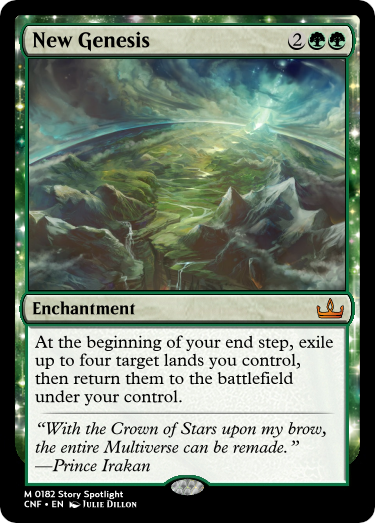 New Genesis 2
Enchantment
At the beginning of your end step, exile
up to four target lands you control,
then return them to the battlefield
under your control.
“With the Crown of Stars upon my brow,
the entire Multiverse can be remade.”
—Prince Irakan
M 0182 Story Spotlight
CNF • EN Julie Dillon